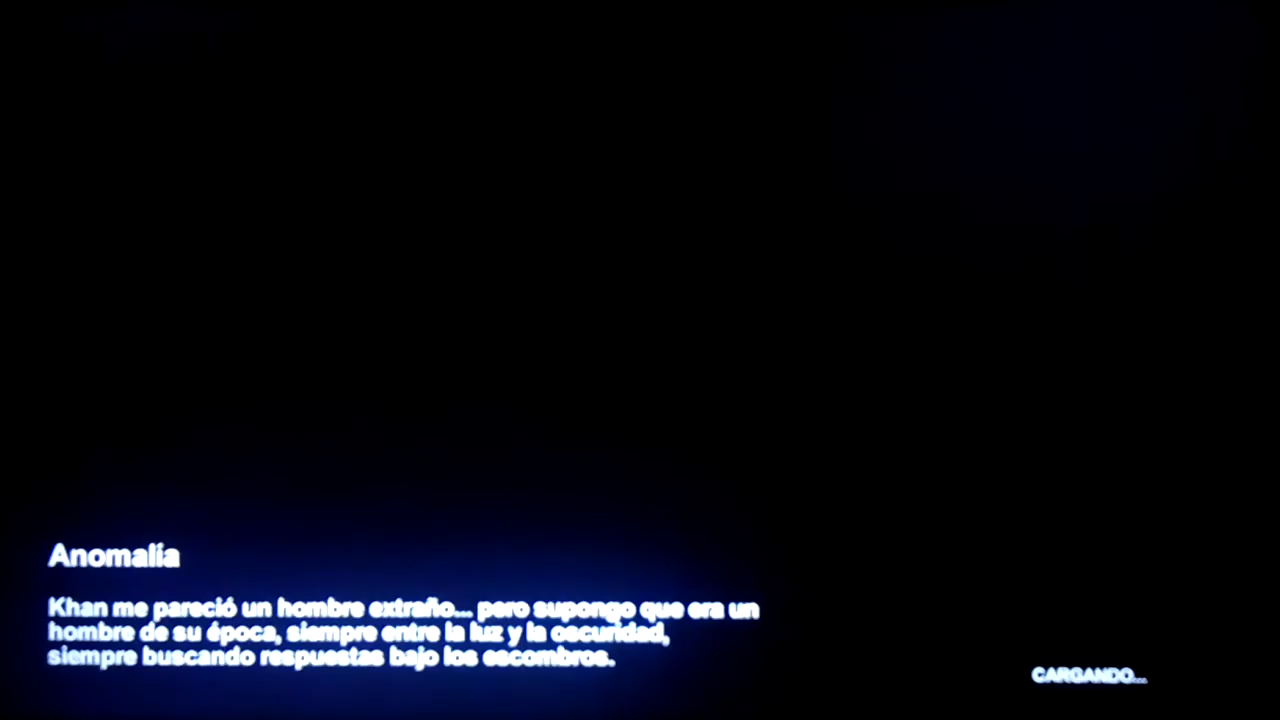 Anomalía
Khan me pareció un hombre extraño... pero supongo que era un
hombre de su época, siempre entre la luz y la oscuridad,
siempre buscando respuestas bajo los escombros.
CARGANDO...